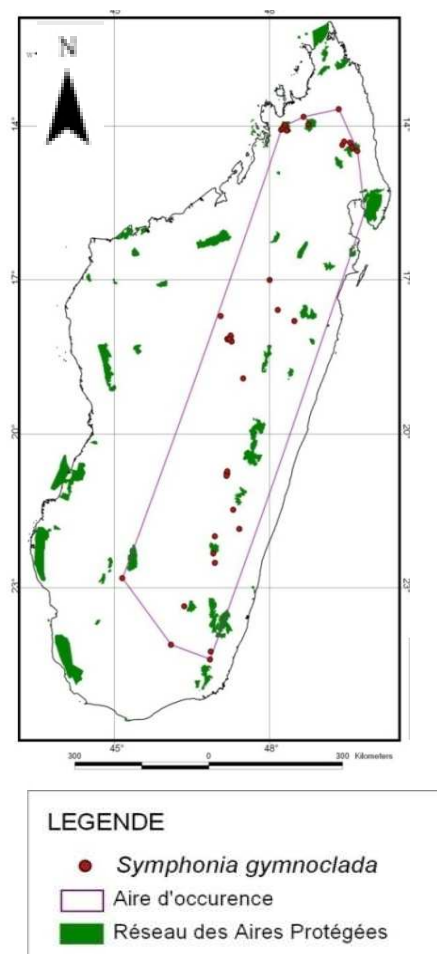 N
45°
48°
14°
14°
17°
17°
20°
20°
23°
23°
45°
48°
300 0 300 Kilometers
LEGENDE
Symphonia gymnoclada
Aire d'occurence
Réseau des Aires Protégées